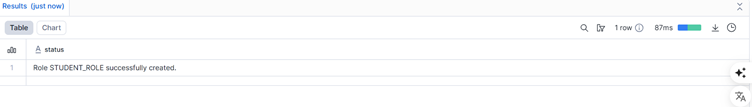 Results (just now)
Table Chart 1 row 87ms
A status
1 Role STUDENT_ROLE successfully created.